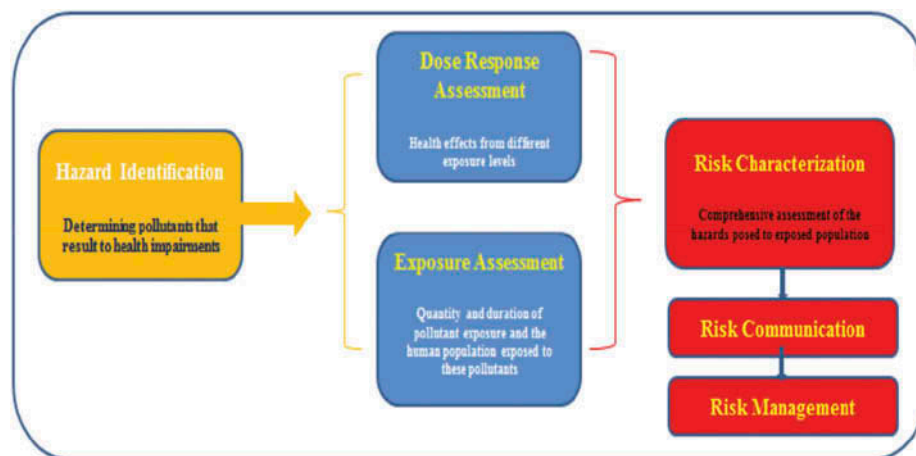 Hazard Identification
Determining pollutants that
result to health impairments
Dose Response
Assessment
Health effects from different
exposure levels
Exposure Assessment
Quantity and duration of
pollutant exposure and the
human population exposed to
these pollutants
Risk Characterization
Comprehensive assessment of the
hazards posed to exposed population
Risk Communication
Risk Management